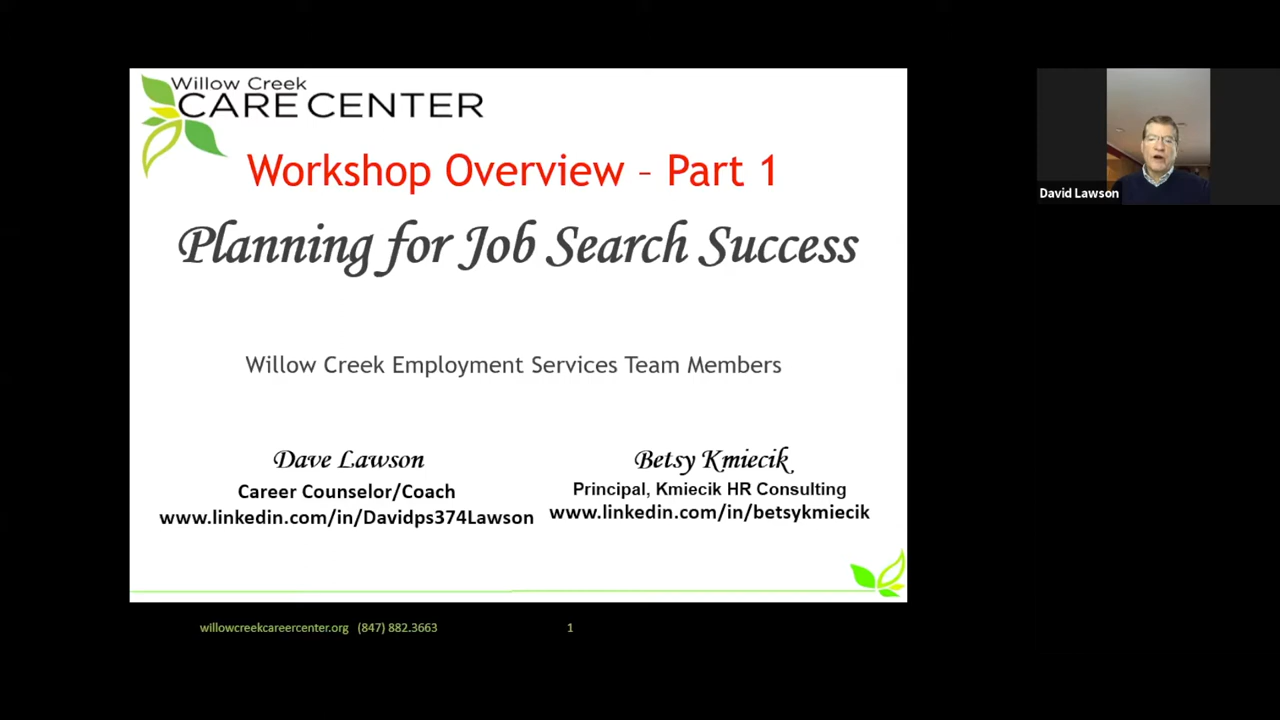 Willow Creek
CARE CENTER
Workshop Overview – Part 1
Planning for Job Search Success
Willow Creek Employment Services Team Members
Dave Lawson
Career Counselor/Coach
www.linkedin.com/in/Davidps374Lawson
Betsy Kmiecik
Principal, Kmiecik HR Consulting
www.linkedin.com/in/betsykmiecik
willowcreekcareercenter.org (847) 882.3663
1
David Lawson